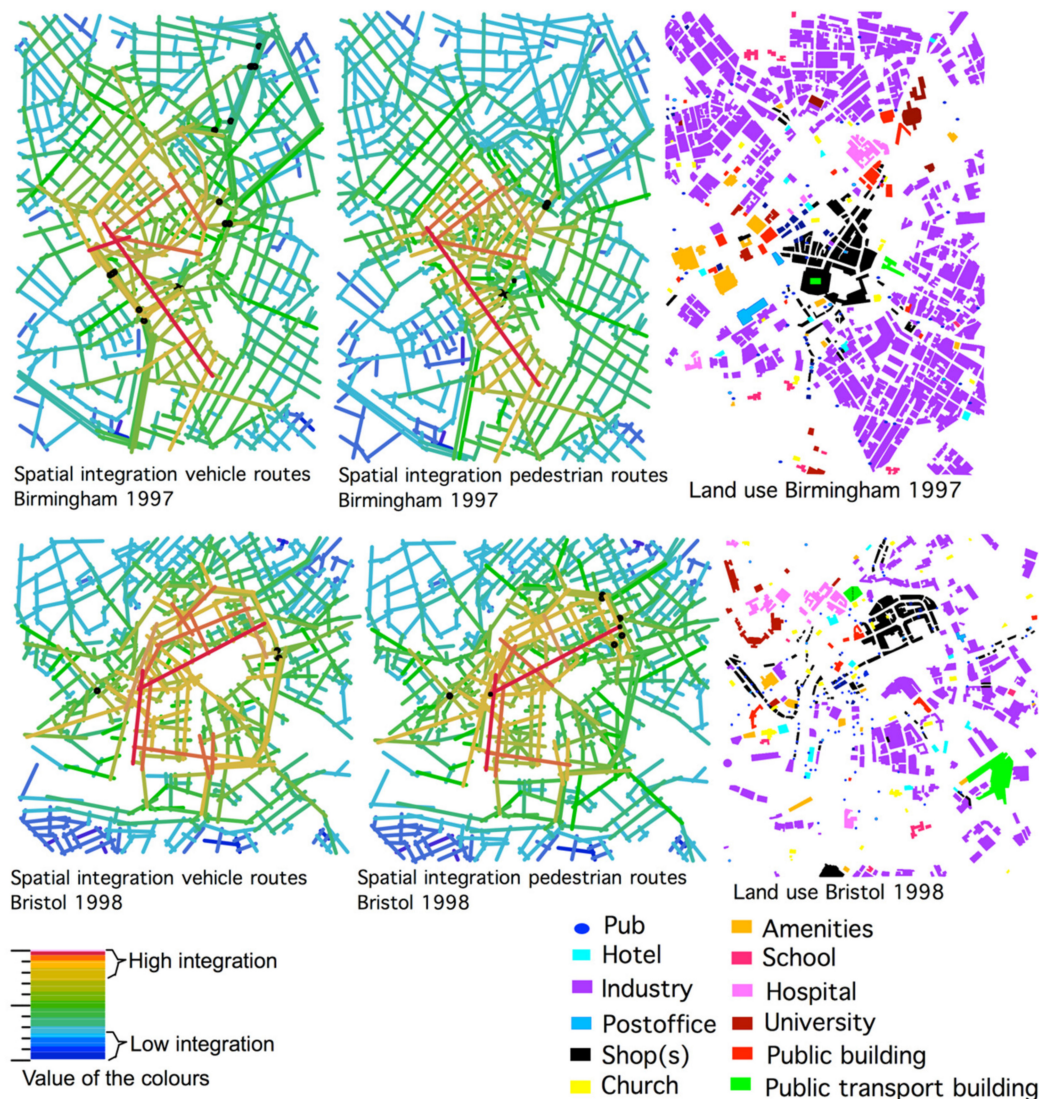 Spatial integration vehicle routes
Birmingham 1997
Spatial integration pedestrian routes
Birmingham 1997
Land use Birmingham 1997
Spatial integration vehicle routes
Bristol 1998
Spatial integration pedestrian routes
Bristol 1998
Land use Bristol 1998
High integration
Low integration
Value of the colours
Pub
Hotel
Industry
Postoffice
Shop(s)
Church
Amenities
School
Hospital
University
Public building
Public transport building